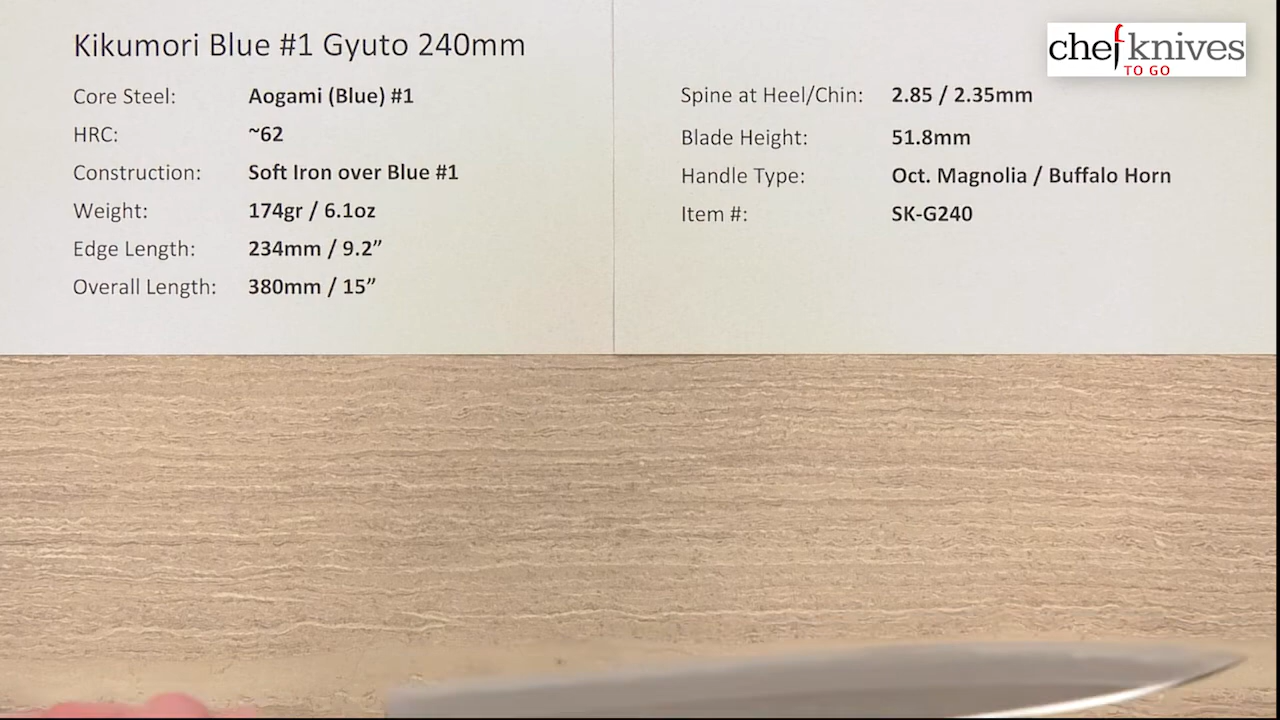 Kikumori Blue #1 Gyuto 240mm
Core Steel: Aogami (Blue) #1
HRC: ~62
Construction: Soft Iron over Blue #1
Weight: 174gr / 6.1oz
Edge Length: 234mm / 9.2”
Overall Length: 380mm / 15”
chefknives
TO GO
Spine at Heel/Chin: 2.85 / 2.35mm
Blade Height: 51.8mm
Handle Type: Oct. Magnolia / Buffalo Horn
Item #: SK-G240